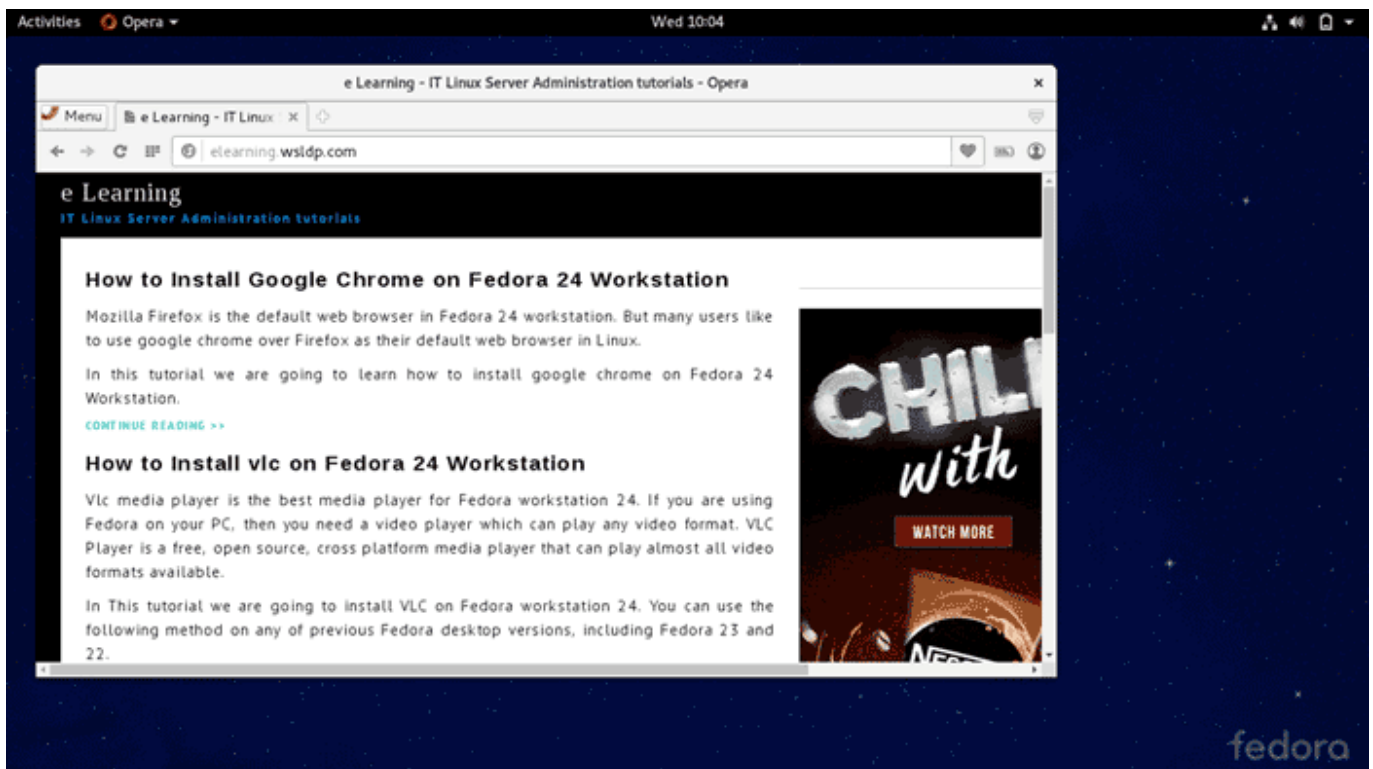 Activities Opera Wed 10:04
e Learning - IT Linux Server Administration tutorials - Opera
Menu e Learning - IT Linux
elearning.wsldp.com
e Learning
IT Linux Server Administration tutorials
How to Install Google Chrome on Fedora 24 Workstation
Mozilla Firefox is the default web browser in Fedora 24 workstation. But many users like
to use google chrome over Firefox as their default web browser in Linux.
In this tutorial we are going to learn how to install google chrome on Fedora 24
Workstation.
CONTINUE READING >>
How to Install vlc on Fedora 24 Workstation
Vlc media player is the best media player for Fedora workstation 24. If you are using
Fedora on your PC, then you need a video player which can play any video format. VLC
Player is a free, open source, cross platform media player that can play almost all video
formats available.
In This tutorial we are going to install VLC on Fedora workstation 24. You can use the
following method on any of previous Fedora desktop versions, including Fedora 23 and
22.
CHILL
with
WATCH MORE
fedora